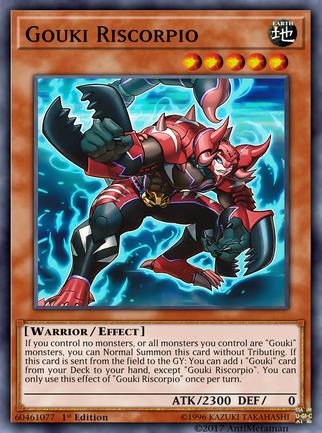 GOUKI RISCORPIO
EARTH
地
[WARRIOR / EFFECT]
If you control no monsters, or all monsters you control are "Gouki"
monsters, you can Normal Summon this card without Tributing. If
this card is sent from the field to the GY: You can add 1 "Gouki" card
from your Deck to your hand, except "Gouki Riscorpio". You can
only use this effect of "Gouki Riscorpio" once per turn.
ATK/2300 DEF/ 0
60461077 1st Edition ©1996 KAZUKI TAKAHASHI
©2017 AntiMetaman